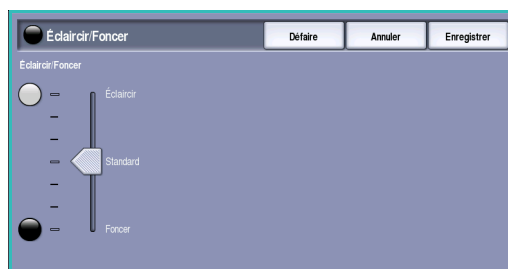 Éclaircir/Foncer
Défaire
Annuler
Enregistrer
Éclaircir/Foncer
Éclaircir
Standard
Foncer